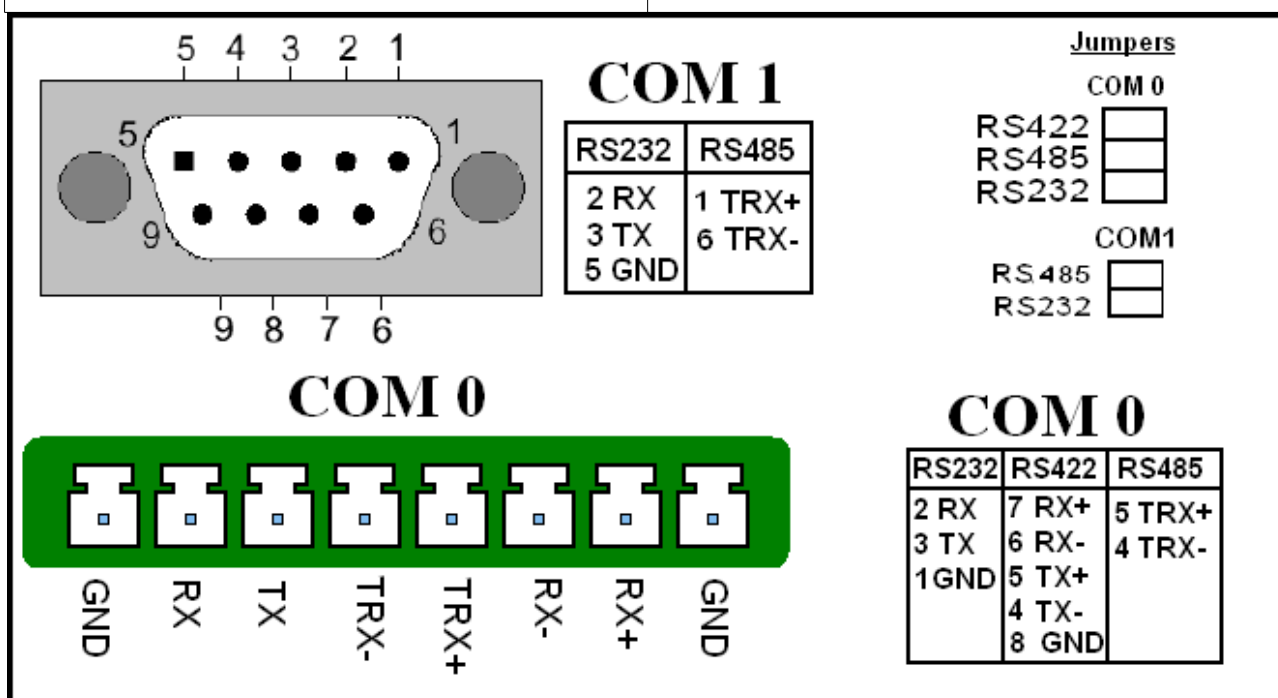 5 4 3 2 1
5 1
9 6
9 8 7 6
COM 1
RS232 RS485
2 RX 1 TRX+
3 TX 6 TRX-
5 GND
Jumpers
COM 0
RS422
RS485
RS232
COM1
RS485
RS232
COM 0
GND RX TX TRX- TRX+ RX- RX+ GND
COM 0
RS232 RS422 RS485
2 RX 7 RX+ 5 TRX+
3 TX 6 RX- 4 TRX-
1GND 5 TX+
4 TX-
8 GND